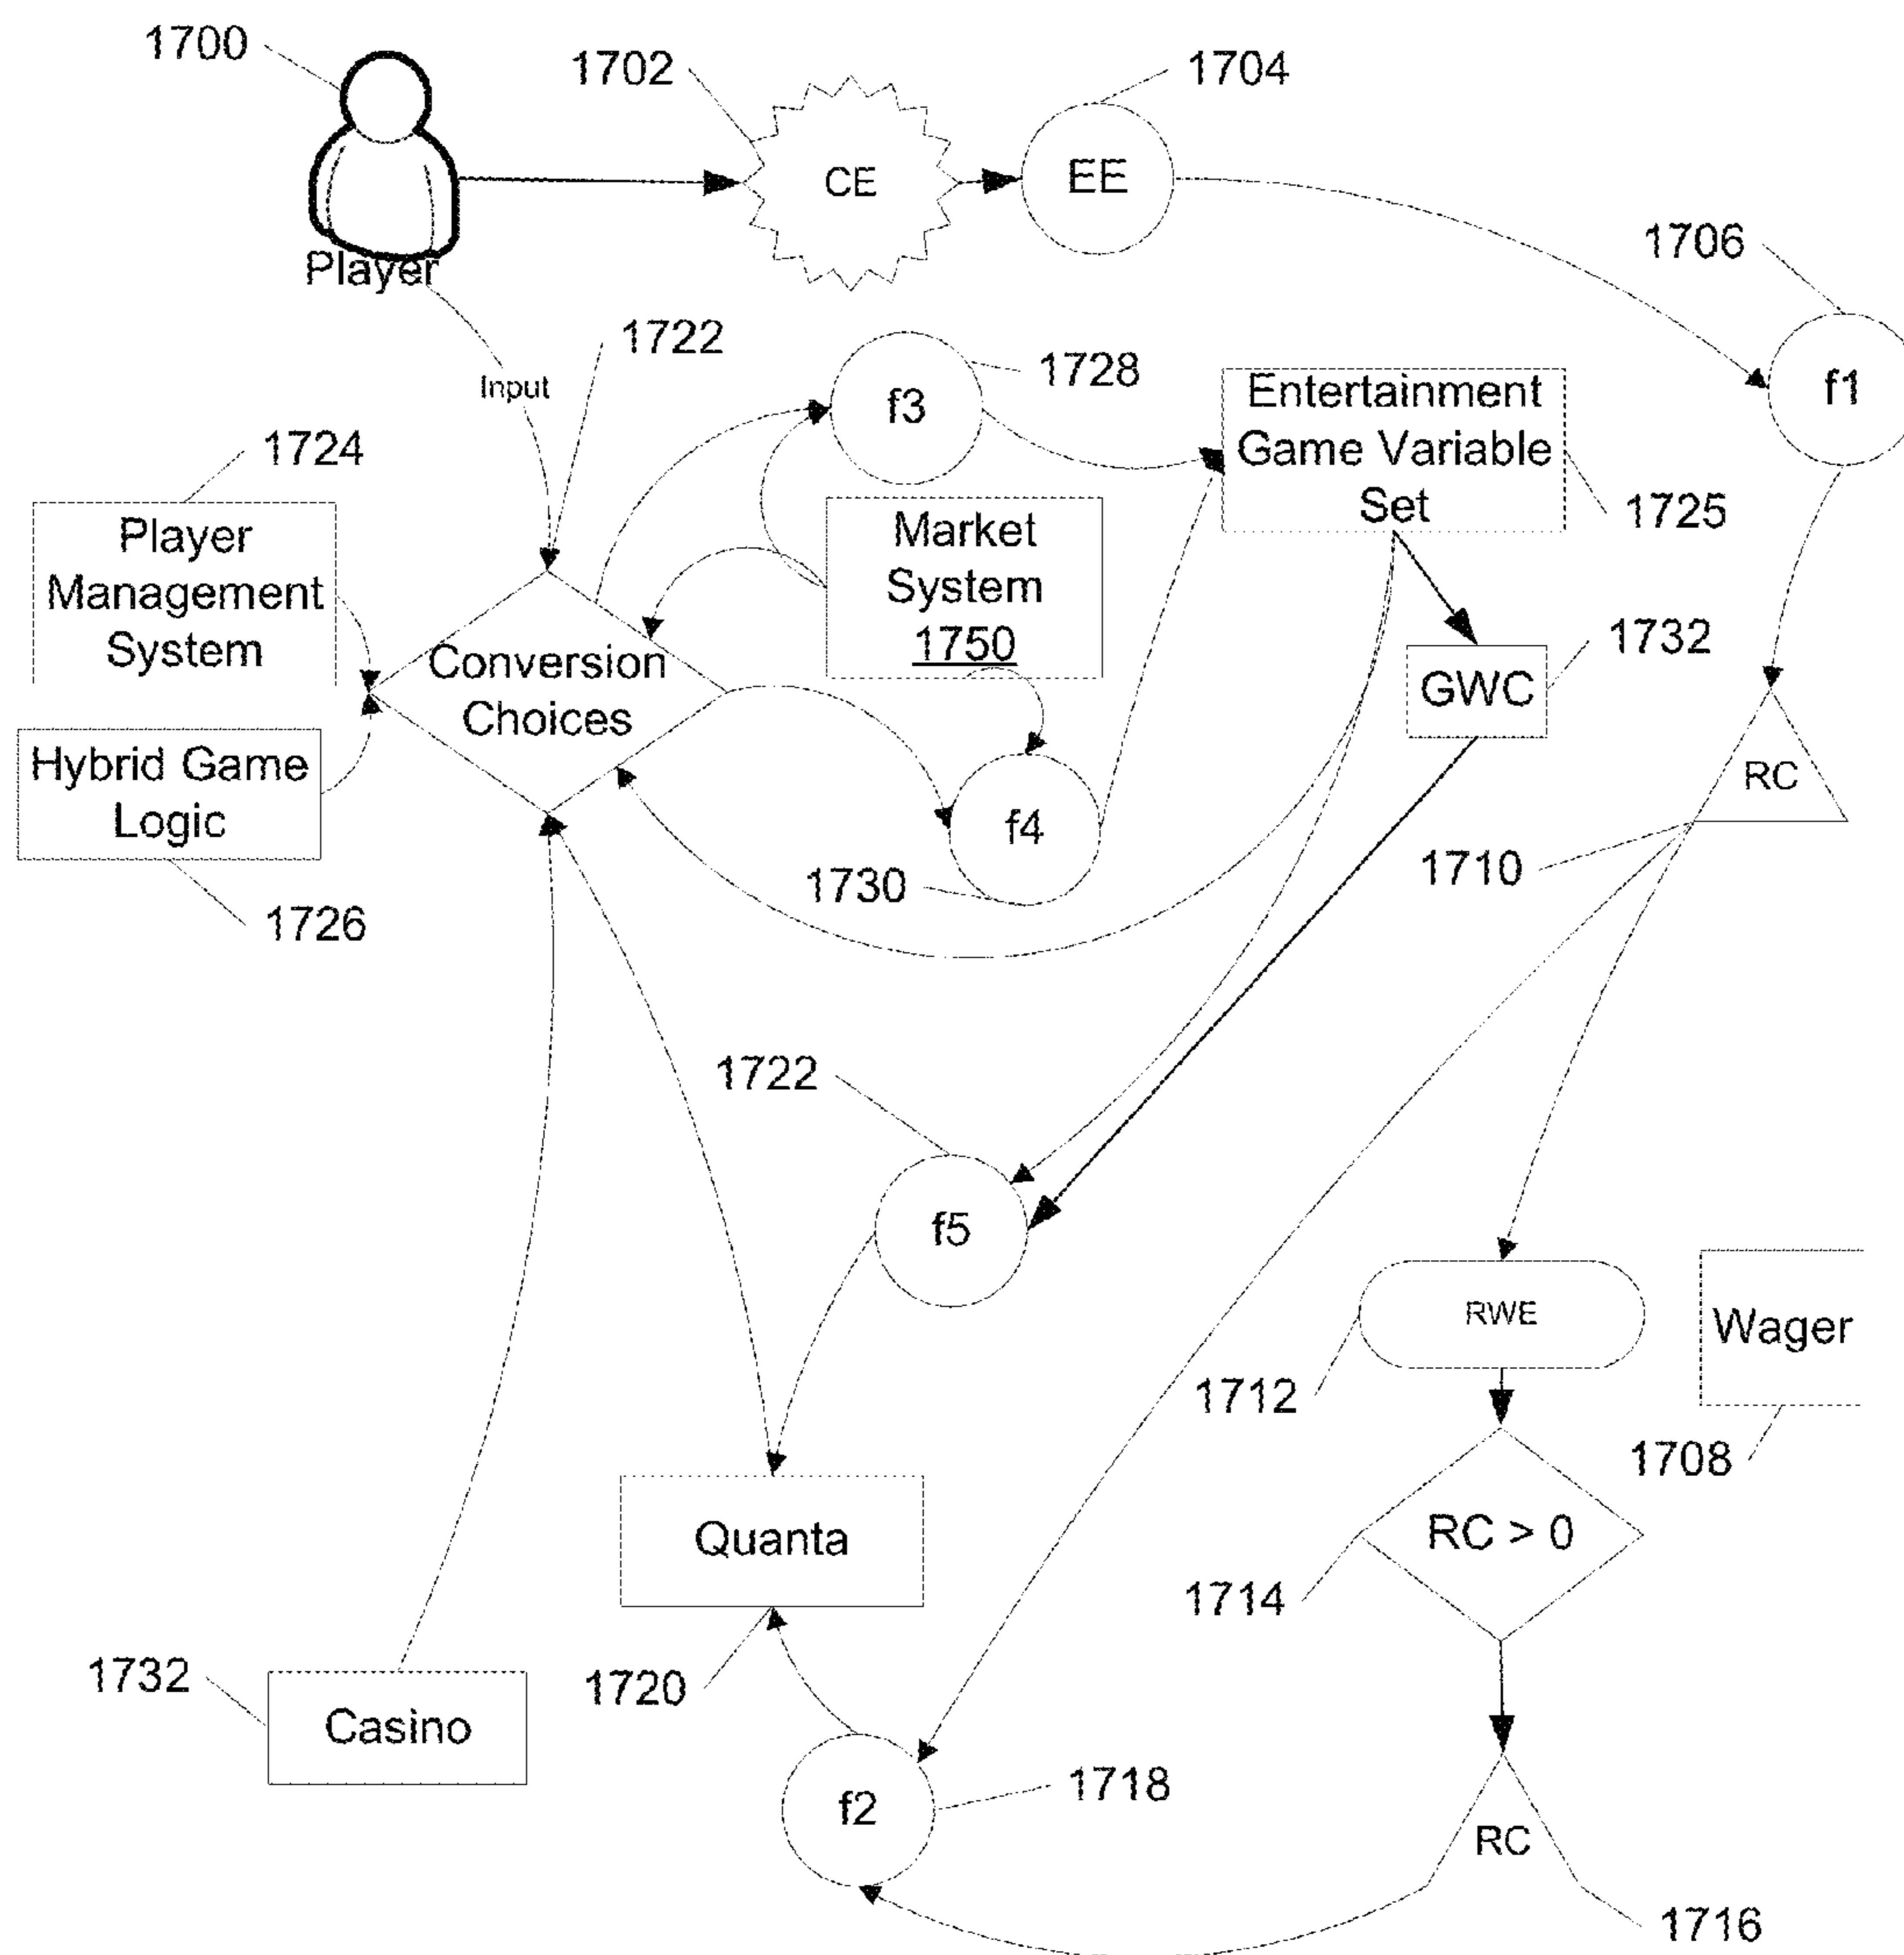 1700
1702
1704
CE
EE
1706
Player
1722
1728
Input
f3
Entertainment
Game Variable
Set
f1
1724
1725
Player
Management
System
Market
System
1750
1732
Conversion
Choices
GWC
Hybrid Game
Logic
RC
f4
1710
1730
1726
1722
f5
RWE
Wager
1712
1708
Quanta
RC > 0
1714
1732
1720
Casino
1718
f2
RC
1716